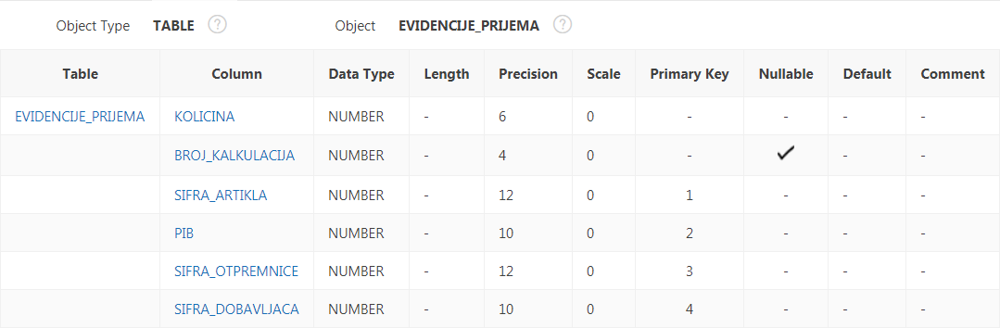 Object Type TABLE ? Object EVIDENCIJE_PRIJEMA ?
Table Column Data Type Length Precision Scale Primary Key Nullable Default Comment
EVIDENCIJE_PRIJEMA KOLICINA NUMBER - 6 0 - - - -
BROJ_KALKULACIJA NUMBER - 4 0 - ✓ - -
SIFRA_ARTIKLA NUMBER - 12 0 1 - - -
PIB NUMBER - 10 0 2 - - -
SIFRA_OTPREMNICE NUMBER - 12 0 3 - - -
SIFRA_DOBAVLJACA NUMBER - 10 0 4 - - -